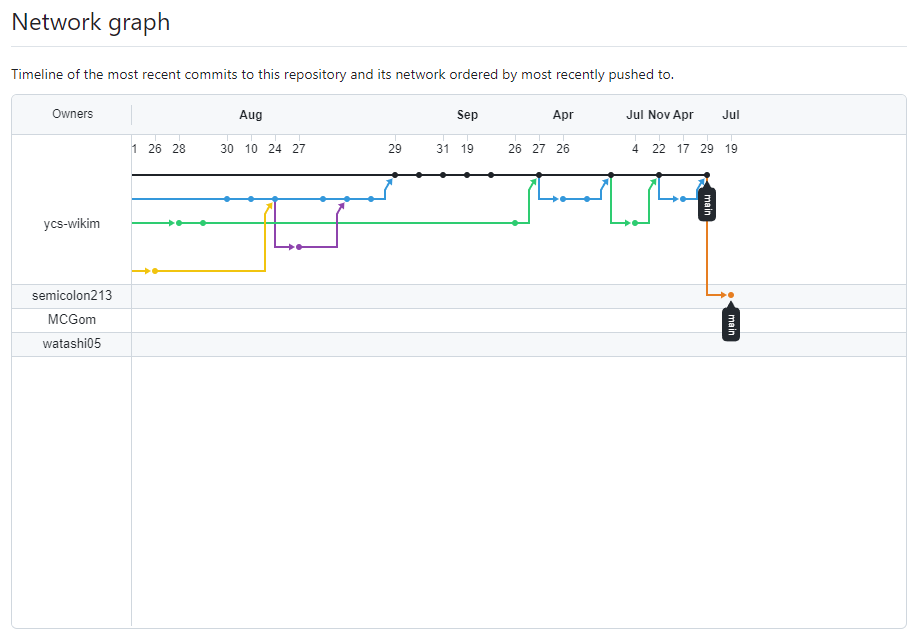 Network graph
Timeline of the most recent commits to this repository and its network ordered by most recently pushed to.
Owners Aug Sep Apr Jul Nov Apr Jul
1 26 28 30 10 24 27 29 31 19 26 27 26 4 22 17 29 19
ycs-wikim
main
semicolon213
MCGom
main
watashi05